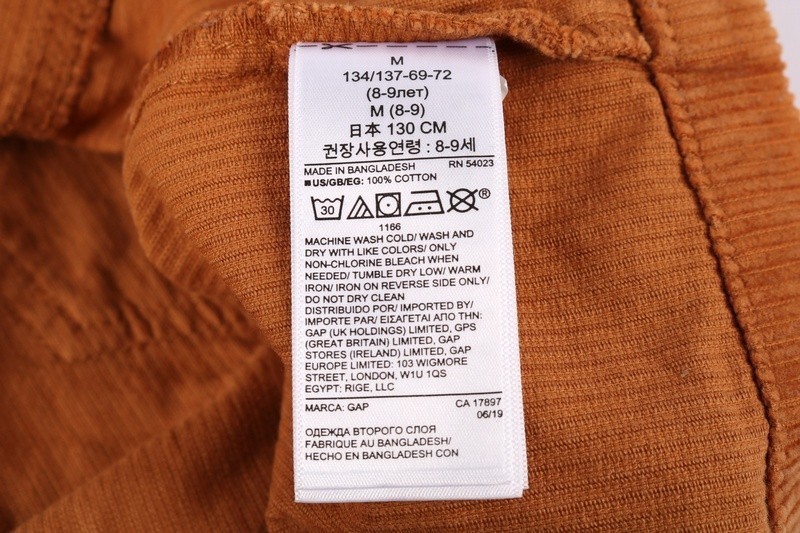 M
134/137-69-72
(8-9лет)
M (8-9)
日本 130 CM
권장사용연령 : 8-9세
MADE IN BANGLADESH RN 54023
■US/GB/EG: 100% COTTON
30 ®
1166
MACHINE WASH COLD/ WASH AND
DRY WITH LIKE COLORS/ ONLY
NON-CHLORINE BLEACH WHEN
NEEDED/ TUMBLE DRY LOW/ WARM
IRON/ IRON ON REVERSE SIDE ONLY/
DO NOT DRY CLEAN
DISTRIBUIDO POR/ IMPORTED BY/
IMPORTE PAR/ ΕΙΣΑΓΕΤΑΙ ΑΠΟ ΤΗΝ:
GAP (UK HOLDINGS) LIMITED, GPS
(GREAT BRITAIN) LIMITED, GAP
STORES (IRELAND) LIMITED, GAP
EUROPE LIMITED: 103 WIGMORE
STREET, LONDON, W1U 1QS
EGYPT: RIGE, LLC
MARCA: GAP CA 17897
06/19
ОДЕЖДА ВТОРОГО СЛОЯ
FABRIQUE AU BANGLADESH/
HECHO EN BANGLADESH CON